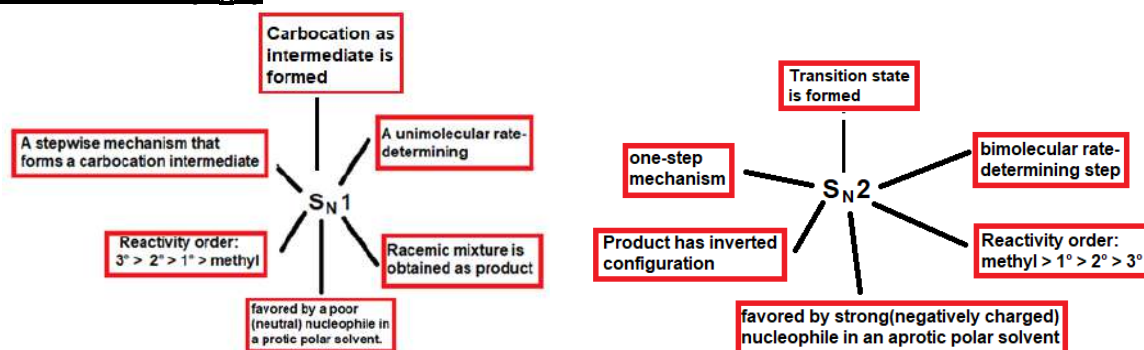 Carbocation as
intermediate is
formed
A stepwise mechanism that
forms a carbocation intermediate
A unimolecular rate-
determining
SN1
Reactivity order:
3° > 2° > 1° > methyl
Racemic mixture is
obtained as product
favored by a poor
(neutral) nucleophile in
a protic polar solvent.
Transition state
is formed
one-step
mechanism
bimolecular rate-
determining step
SN2
Product has inverted
configuration
Reactivity order:
methyl > 1° > 2° > 3°
favored by strong(negatively charged)
nucleophile in an aprotic polar solvent